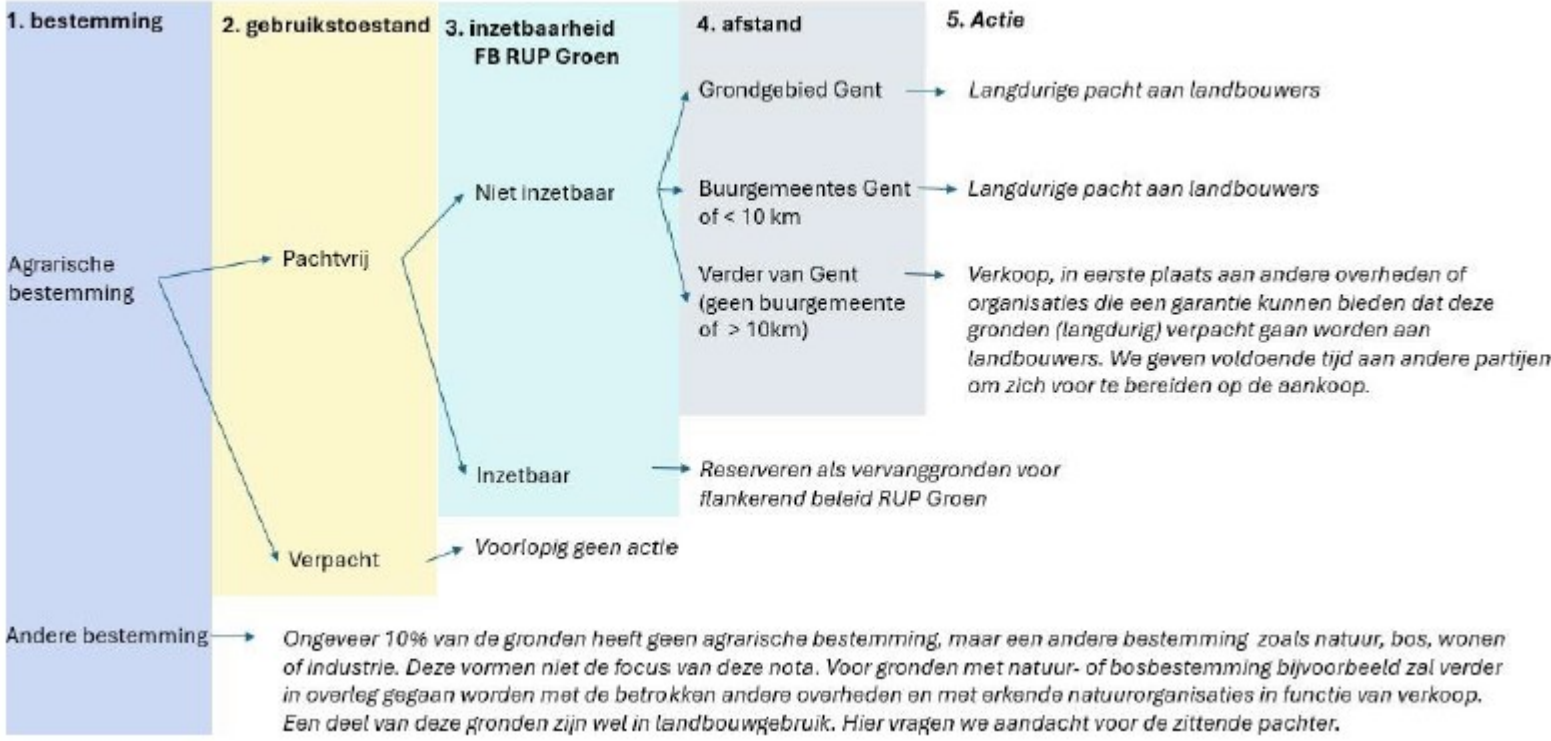 1. bestemming
2. gebruikstoestand
3. inzetbaarheid
FB RUP Groen
4. afstand
5. Actie
Grondgebied Gent
Langdurige pacht aan landbouwers
Niet inzetbaar
Buurgemeentes Gent
of < 10 km
Langdurige pacht aan landbouwers
Agrarische
bestemming
Pachtvrij
Verder van Gent
(geen buurgemeente
of > 10km)
Verkoop, in eerste plaats aan andere overheden of
organisaties die een garantie kunnen bieden dat deze
gronden (langdurig) verpacht gaan worden aan
landbouwers. We geven voldoende tijd aan andere partijen
om zich voor te bereiden op de aankoop.
Inzetbaar
Reserveren als vervanggronden voor
flankerend beleid RUP Groen
Verpacht
Voorlopig geen actie
Andere bestemming
Ongeveer 10% van de gronden heeft geen agrarische bestemming, maar een andere bestemming zoals natuur, bos, wonen
of industrie. Deze vormen niet de focus van deze nota. Voor gronden met natuur- of bosbestemming bijvoorbeeld zal verder
in overleg gegaan worden met de betrokken andere overheden en met erkende natuurorganisaties in functie van verkoop.
Een deel van deze gronden zijn wel in landbouwgebruik. Hier vragen we aandacht voor de zittende pachter.